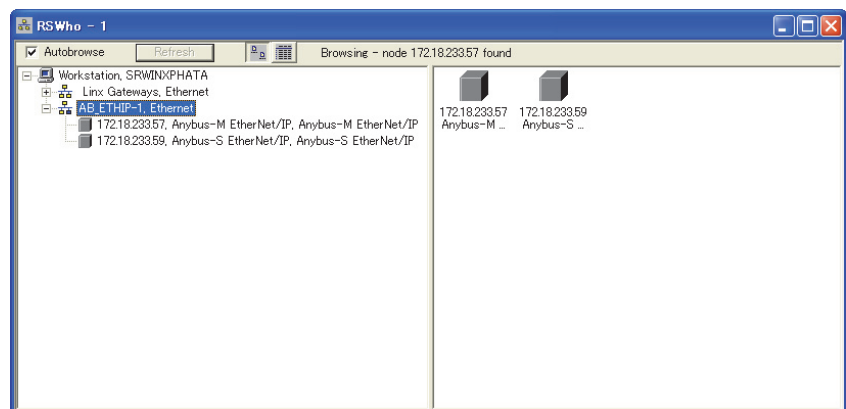 RSWho - 1
Autobrowse Refresh Browsing - node 172.18.233.57 found
Workstation, SRWINXPHATA
Linx Gateways, Ethernet
AB_ETHIP-1, Ethernet
172.18.233.57, Anybus-M EtherNet/IP, Anybus-M EtherNet/IP
172.18.233.59, Anybus-S EtherNet/IP, Anybus-S EtherNet/IP
172.18.233.57 172.18.233.59
Anybus-M ... Anybus-S ...